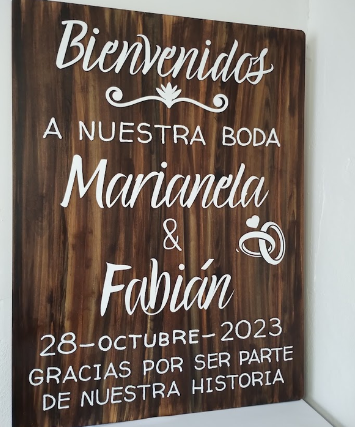 Bienvenidos
A NUESTRA BODA
Marianela
&
Fabián
28-OCTUBRE-2023
GRACIAS POR SER PARTE
DE NUESTRA HISTORIA